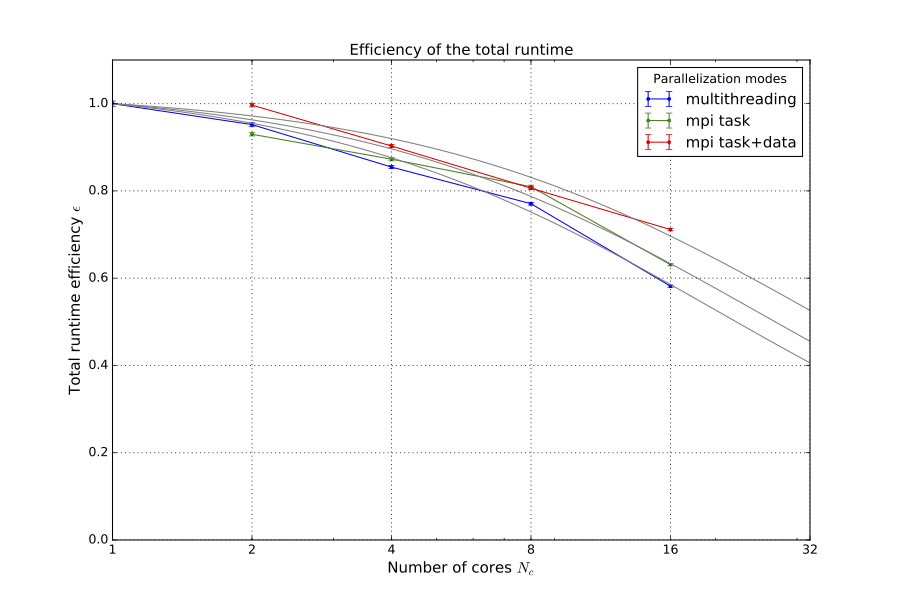 Efficiency of the total runtime
Parallelization modes
multithreading
mpi task
mpi task+data
Total runtime efficiency ϵ
1.0
0.8
0.6
0.4
0.2
0.0
1 2 4 8 16 32
Number of cores N_c